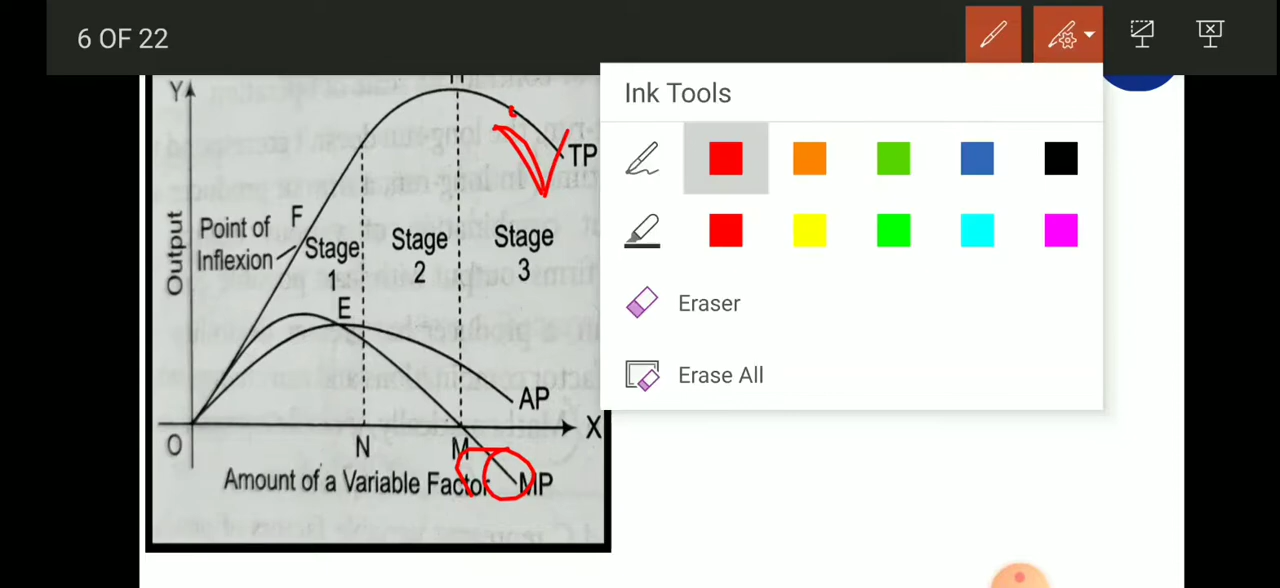 6 OF 22
Ink Tools
Eraser
Erase All
Y
H
TP
Output
Point of
Inflexion
F
Stage
1
Stage
2
Stage
3
E
AP
O
N
M
X
Amount of a Variable Factor
MP